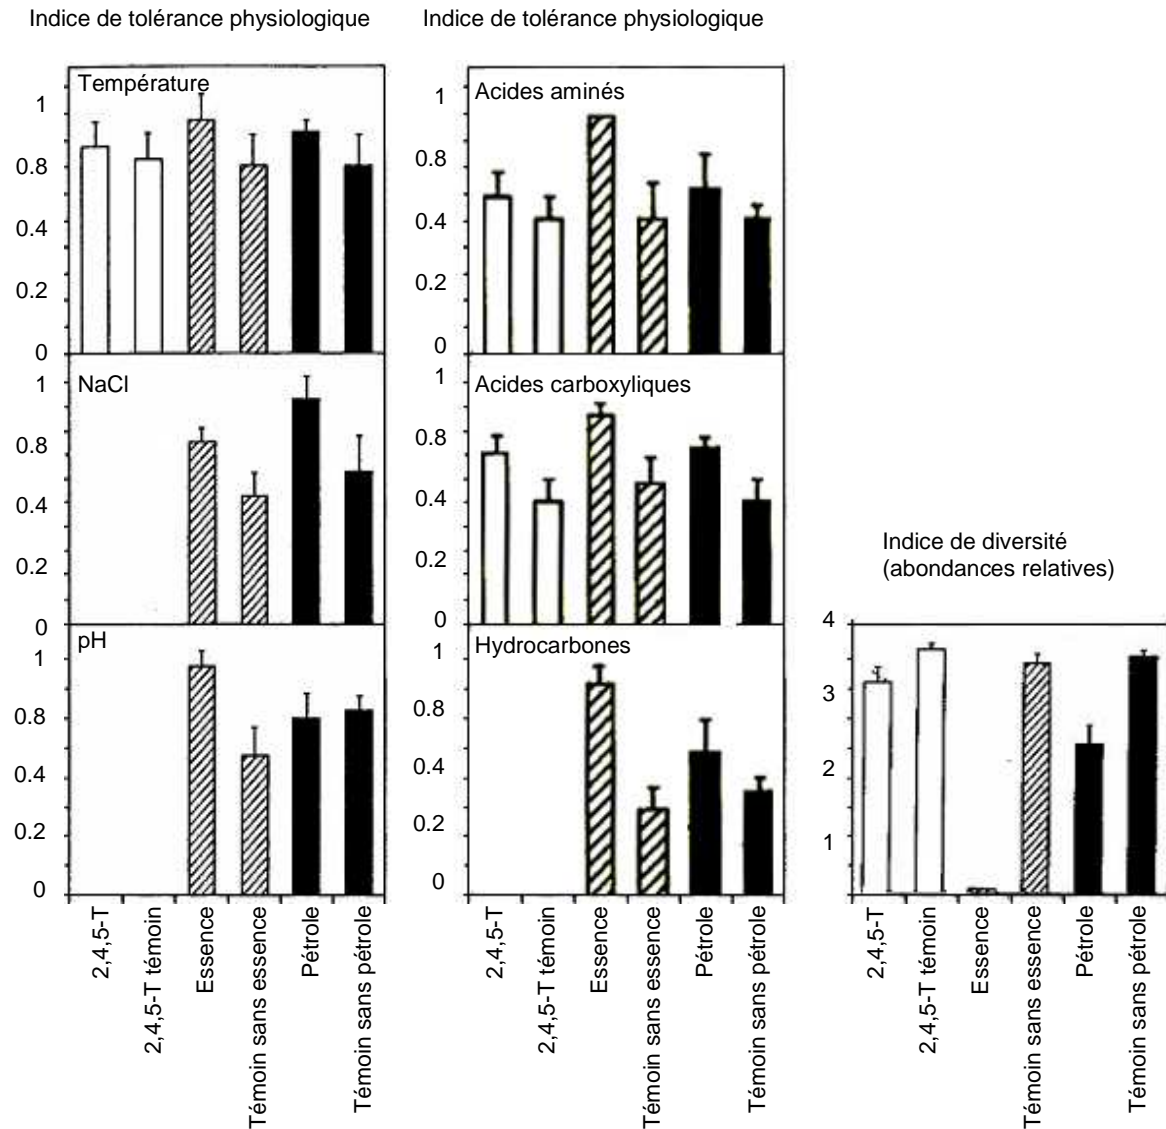 Indice de tolérance physiologique
Température
1
0.8
0.4
0.2
0
NaCl
1
0.8
0.4
0.2
0
pH
1
0.8
0.4
0.2
0
2,4,5-T
2,4,5-T témoin
Essence
Témoin sans essence
Pétrole
Témoin sans pétrole
Indice de tolérance physiologique
Acides aminés
1
0.8
0.4
0.2
0
Acides carboxyliques
1
0.8
0.4
0.2
0
Hydrocarbones
1
0.8
0.4
0.2
0
2,4,5-T
2,4,5-T témoin
Essence
Témoin sans essence
Pétrole
Témoin sans pétrole
Indice de diversité
(abondances relatives)
4
3
2
1
2,4,5-T
2,4,5-T témoin
Essence
Témoin sans essence
Pétrole
Témoin sans pétrole